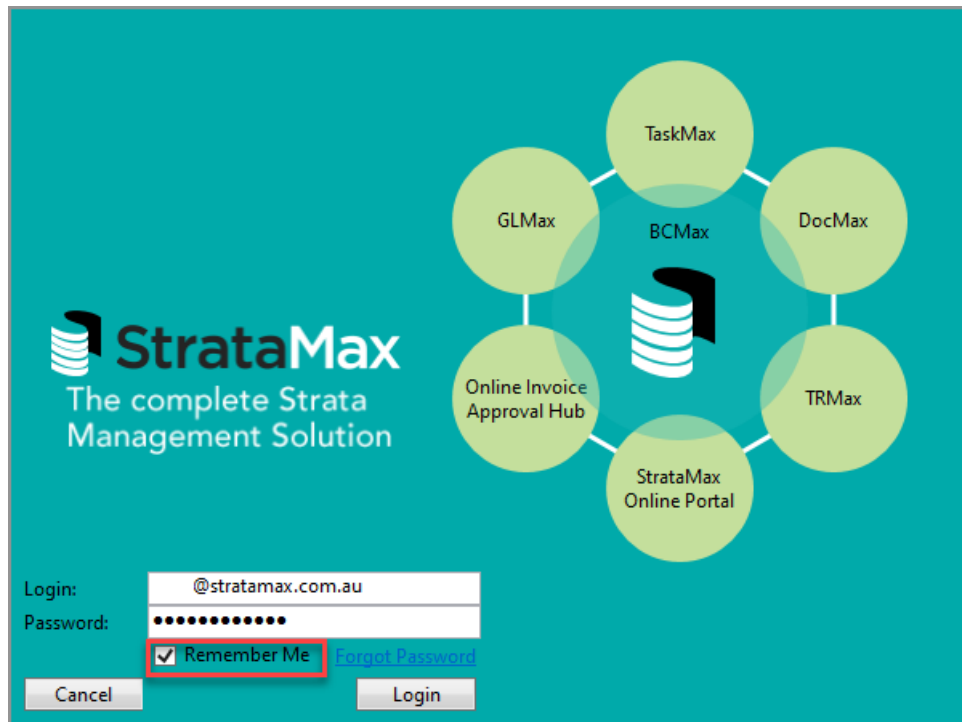 TaskMax
GLMax
BCMax
DocMax
StrataMax
The complete Strata
Management Solution
Online Invoice
Approval Hub
TRMax
StrataMax
Online Portal
Login:
@stratamax.com.au
Password:
Remember Me
Forgot Password
Cancel
Login